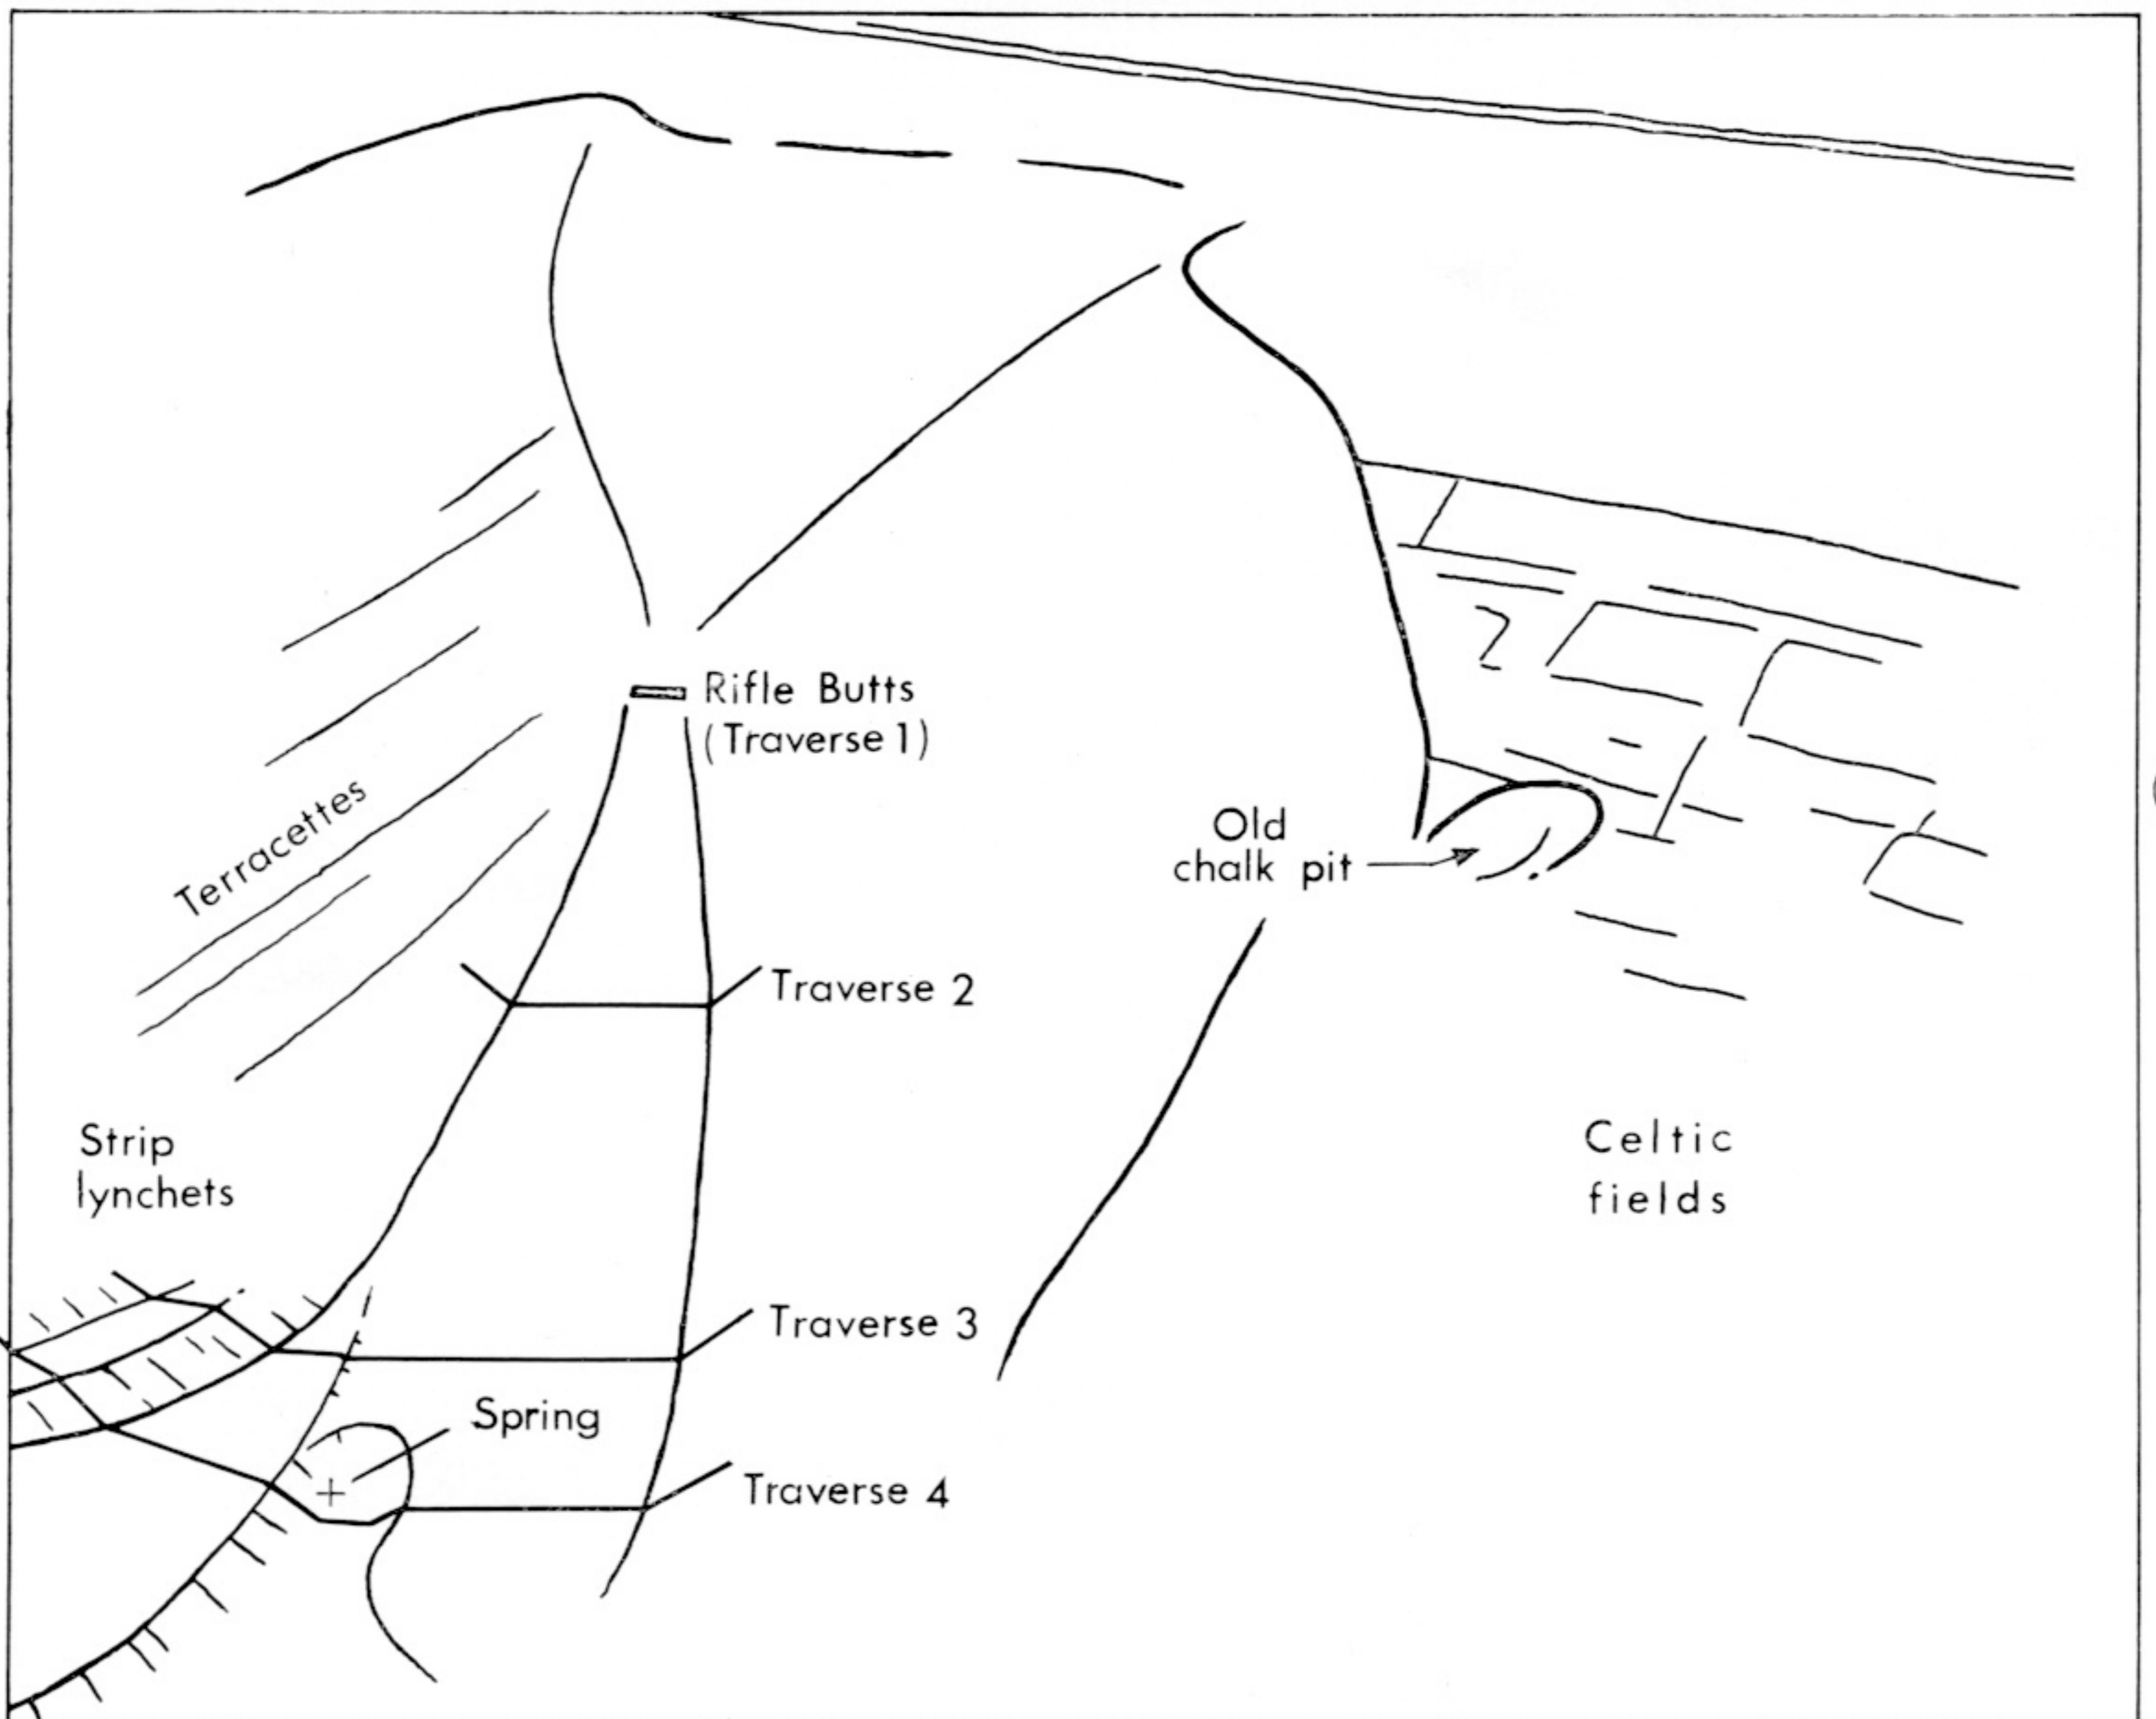 Rifle Butts
(Traverse 1)
Terracettes
Old
chalk pit
Traverse 2
Strip
lynchets
Celtic
fields
Traverse 3
Spring
Traverse 4